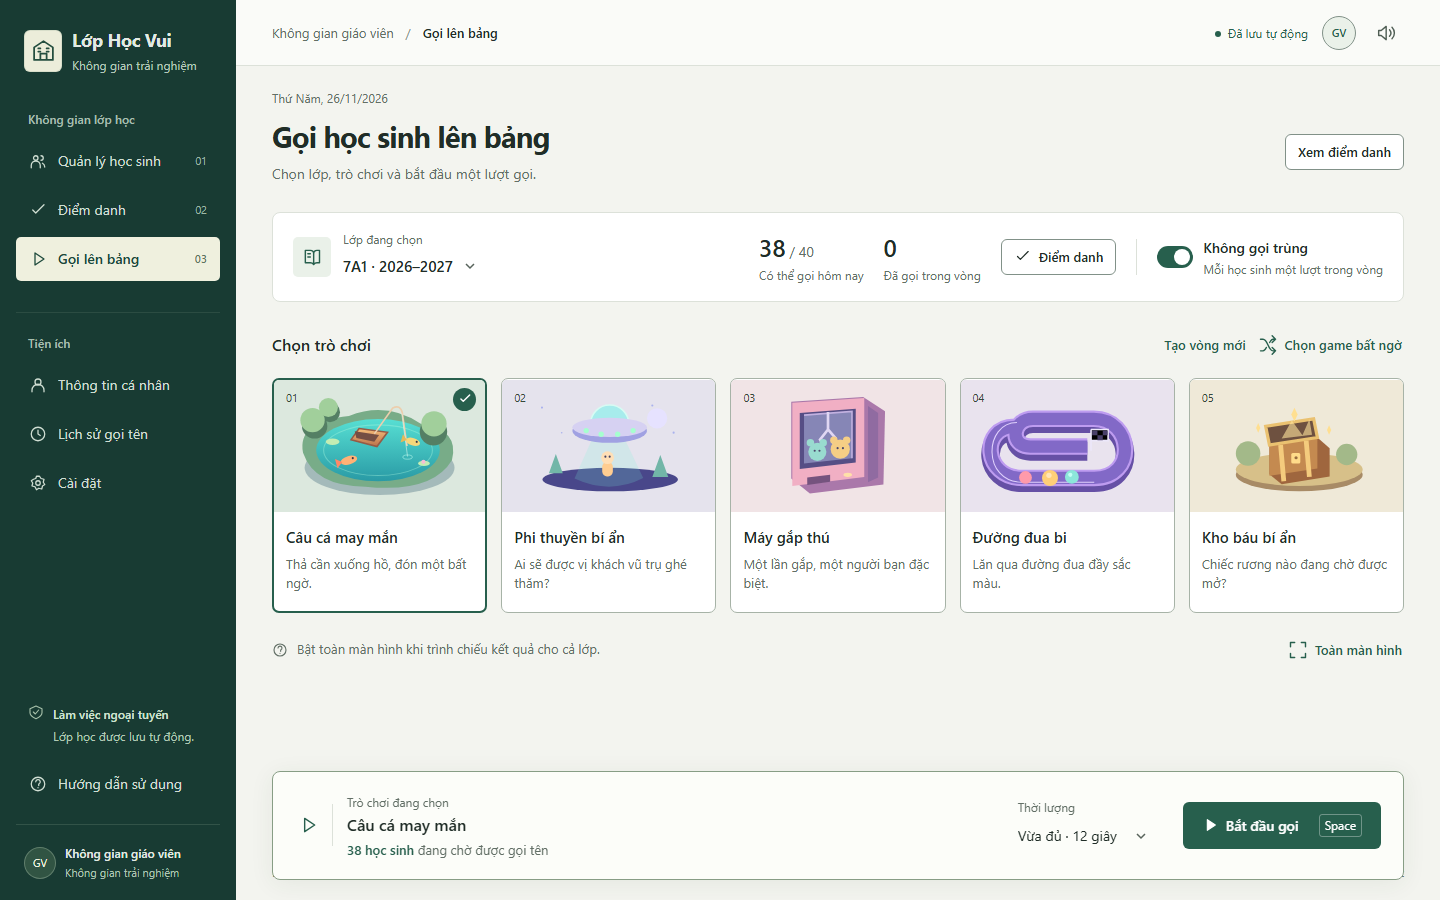 Lớp Học Vui
Không gian trải nghiệm
Không gian lớp học
Quản lý học sinh 01
Điểm danh 02
Gọi lên bảng 03
Tiện ích
Thông tin cá nhân
Lịch sử gọi tên
Cài đặt
Làm việc ngoại tuyến
Lớp học được lưu tự động.
Hướng dẫn sử dụng
GV
Không gian giáo viên
Không gian trải nghiệm
Không gian giáo viên / Gọi lên bảng
Đã lưu tự động
GV
Thứ Năm, 26/11/2026
Gọi học sinh lên bảng
Chọn lớp, trò chơi và bắt đầu một lượt gọi.
Xem điểm danh
Lớp đang chọn
7A1 · 2026–2027
38 / 40
Có thể gọi hôm nay
0
Đã gọi trong vòng
Điểm danh
Không gọi trùng
Mỗi học sinh một lượt trong vòng
Chọn trò chơi
Tạo vòng mới
Chọn game bất ngờ
01
Câu cá may mắn
Thả cần xuống hồ, đón một bất
ngờ.
02
Phi thuyền bí ẩn
Ai sẽ được vị khách vũ trụ ghé
thăm?
03
Máy gắp thú
Một lần gắp, một người bạn đặc
biệt.
04
Đường đua bi
Lăn qua đường đua đầy sắc
màu.
05
Kho báu bí ẩn
Chiếc rương nào đang chờ được
mở?
Bật toàn màn hình khi trình chiếu kết quả cho cả lớp.
Toàn màn hình
Trò chơi đang chọn
Câu cá may mắn
38 học sinh đang chờ được gọi tên
Thời lượng
Vừa đủ · 12 giây
Bắt đầu gọi
Space